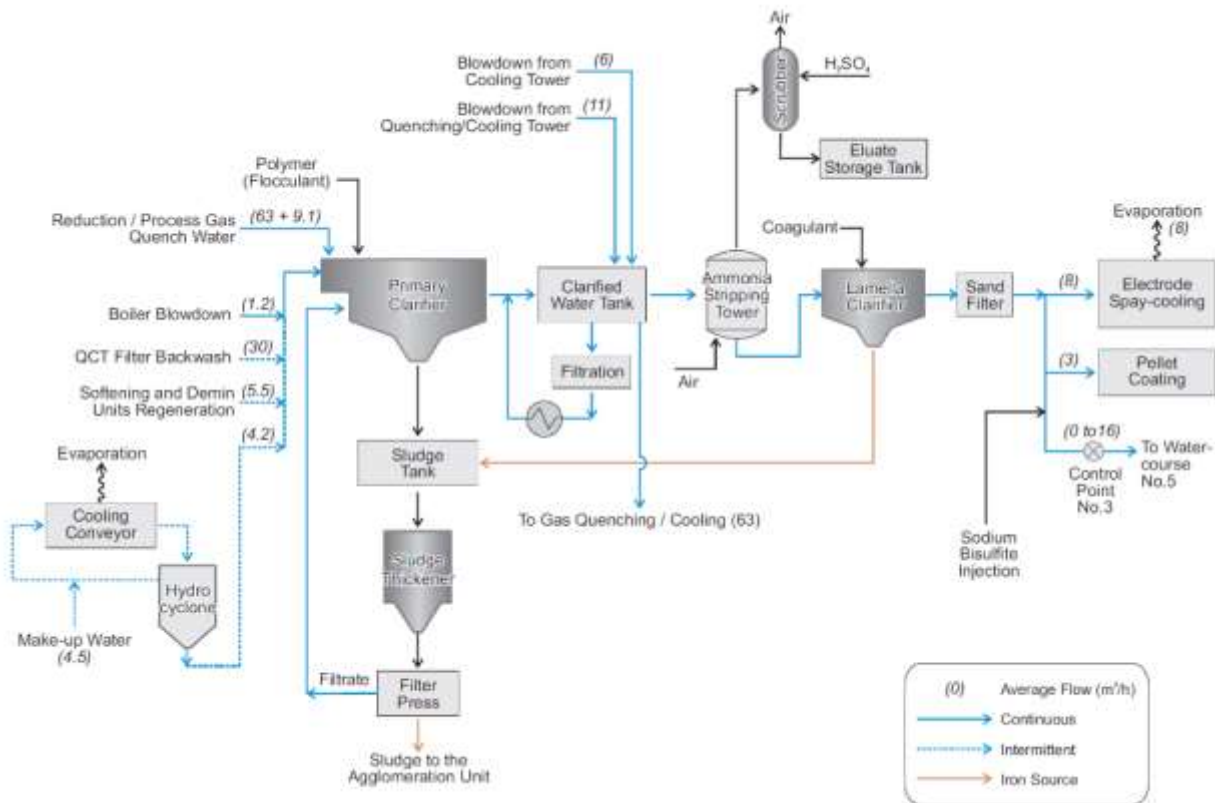 Air
H₂SO₄
Scrubber
Eluate
Storage Tank
Blowdown from
Cooling Tower
(6)
Blowdown from
Quenching/Cooling Tower
(11)
Polymer
(Flocculant)
Reduction / Process Gas
Quench Water
(63 + 9.1)
Primary
Clarifier
Clarified
Water Tank
Ammonia
Stripping
Tower
Air
Coagulant
Lamella
Clarifier
Sand
Filter
Evaporation
(8)
(8)
Electrode
Spay-cooling
(3)
Pellet
Coating
Boiler Blowdown
(1.2)
QCT Filter Backwash
(30)
Softening and Demin
Units Regeneration
(5.5)
(4.2)
Filtration
(0 to16)
To Water-
course
No.5
Control
Point
No.3
Sodium
Bisulfite
Injection
Evaporation
Cooling
Conveyor
Hydro
cyclone
Make-up Water
(4.5)
Sludge
Tank
To Gas Quenching / Cooling (63)
Sludge
Thickener
Filtrate
Filter
Press
Sludge to the
Agglomeration Unit
(0) Average Flow (m³/h)
Continuous
Intermittent
Iron Source